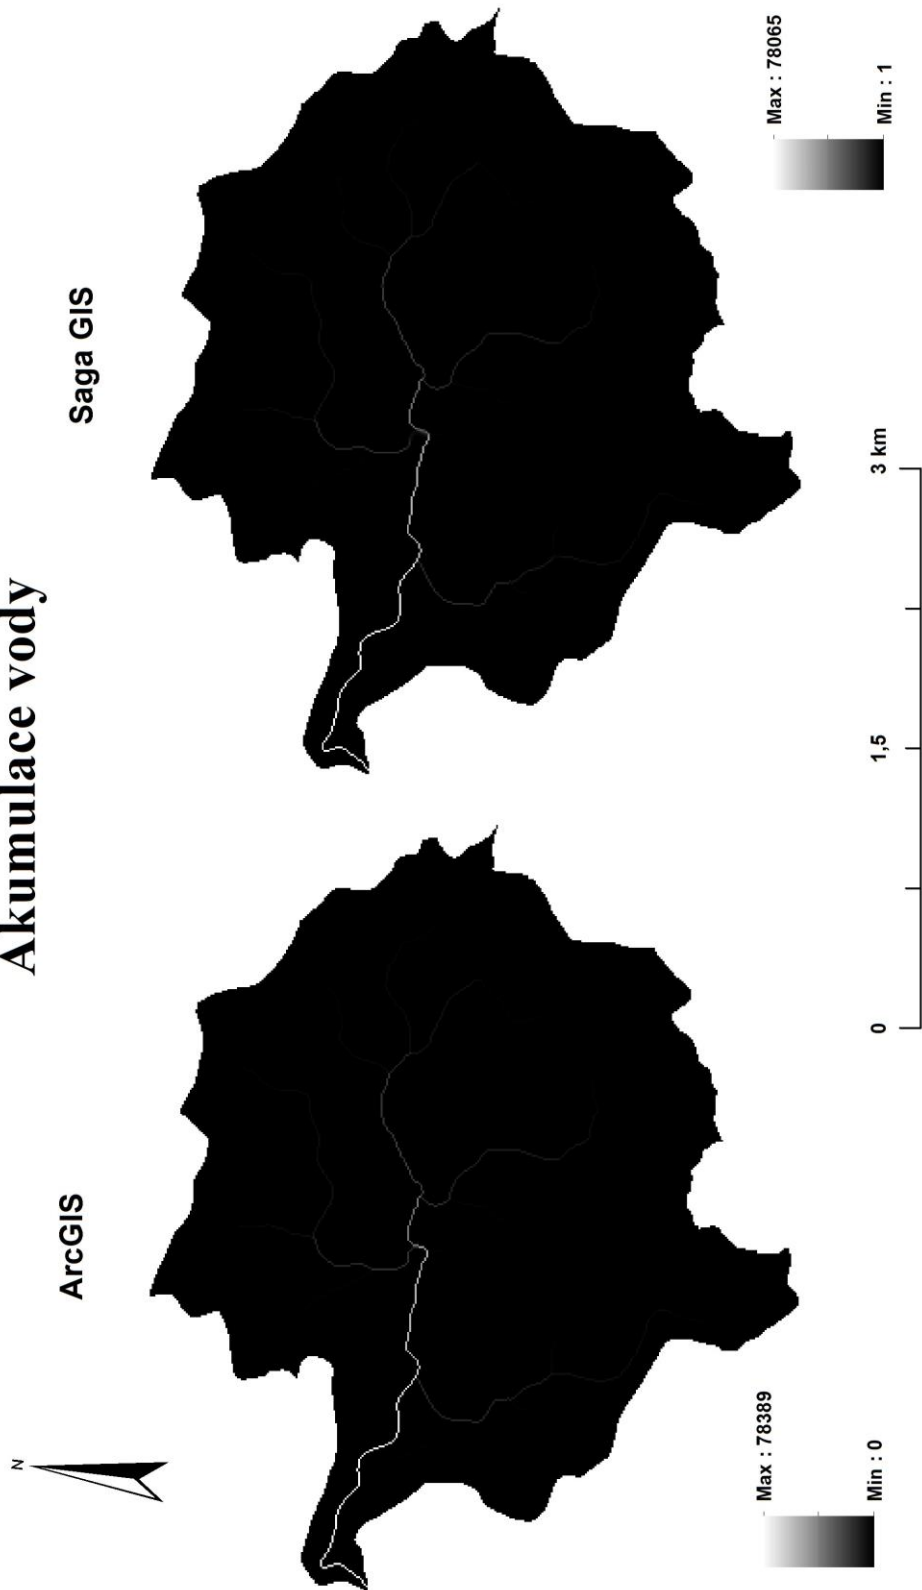 Akumulace vody
N
ArcGIS
Saga GIS
Max : 78389
Min : 0
0
1,5
3 km
Max : 78065
Min : 1